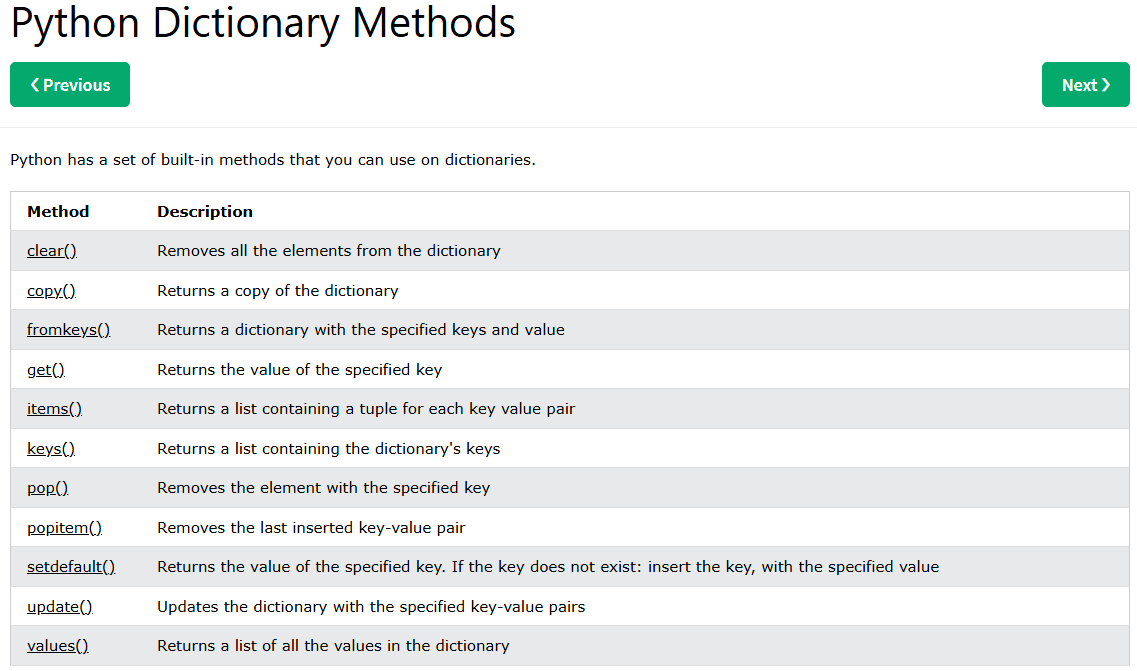 Python Dictionary Methods
❮ Previous
Next ❯
Python has a set of built-in methods that you can use on dictionaries.
Method Description
clear() Removes all the elements from the dictionary
copy() Returns a copy of the dictionary
fromkeys() Returns a dictionary with the specified keys and value
get() Returns the value of the specified key
items() Returns a list containing a tuple for each key value pair
keys() Returns a list containing the dictionary's keys
pop() Removes the element with the specified key
popitem() Removes the last inserted key-value pair
setdefault() Returns the value of the specified key. If the key does not exist: insert the key, with the specified value
update() Updates the dictionary with the specified key-value pairs
values() Returns a list of all the values in the dictionary